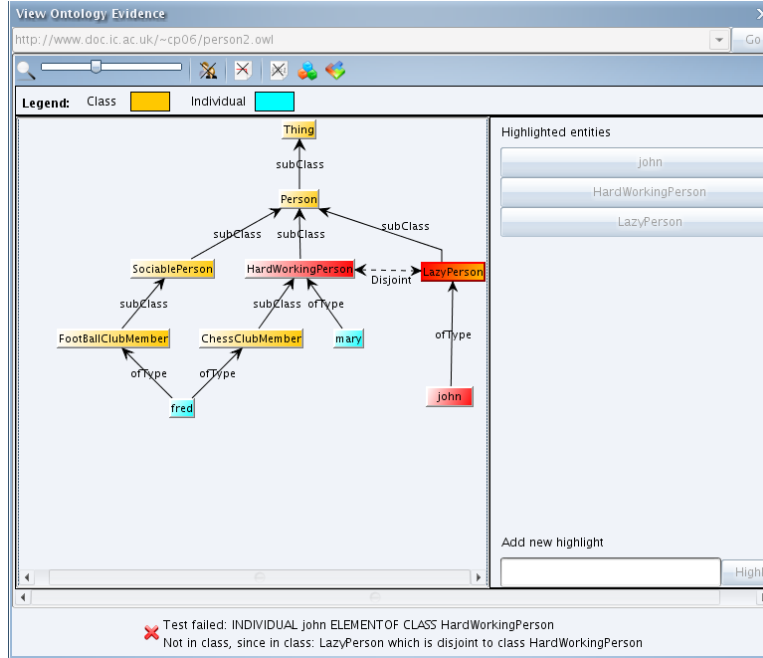 View Ontology Evidence
http://www.doc.ic.ac.uk/~cp06/person2.owl
Go
Legend: Class Individual
Thing
subClass
Person
subClass subClass subClass
SociablePerson HardWorkingPerson LazyPerson
Disjoint
subClass subClass ofType
FootBallClubMember ChessClubMember mary
ofType
ofType ofType
fred
john
Highlighted entities
john
HardWorkingPerson
LazyPerson
Add new highlight
Highl
Test failed: INDIVIDUAL john ELEMENTOF CLASS HardWorkingPerson
Not in class, since in class: LazyPerson which is disjoint to class HardWorkingPerson